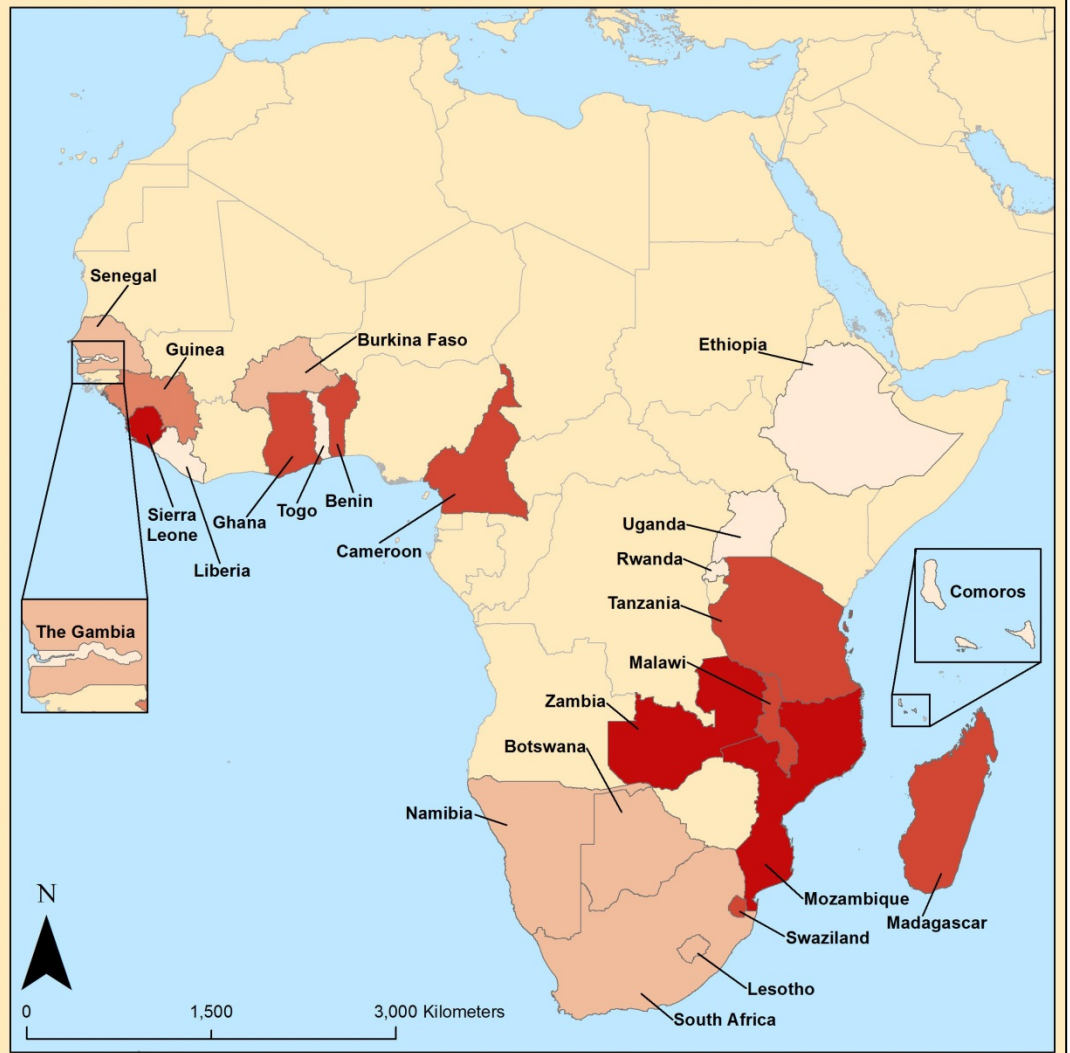 Senegal
Guinea
Burkina Faso
Ethiopia
Sierra
Leone
Liberia
Ghana
Togo
Benin
Cameroon
Uganda
Rwanda
Tanzania
Malawi
Comoros
The Gambia
Zambia
Botswana
Namibia
Mozambique
Madagascar
Swaziland
Lesotho
South Africa
N
0 1,500 3,000 Kilometers